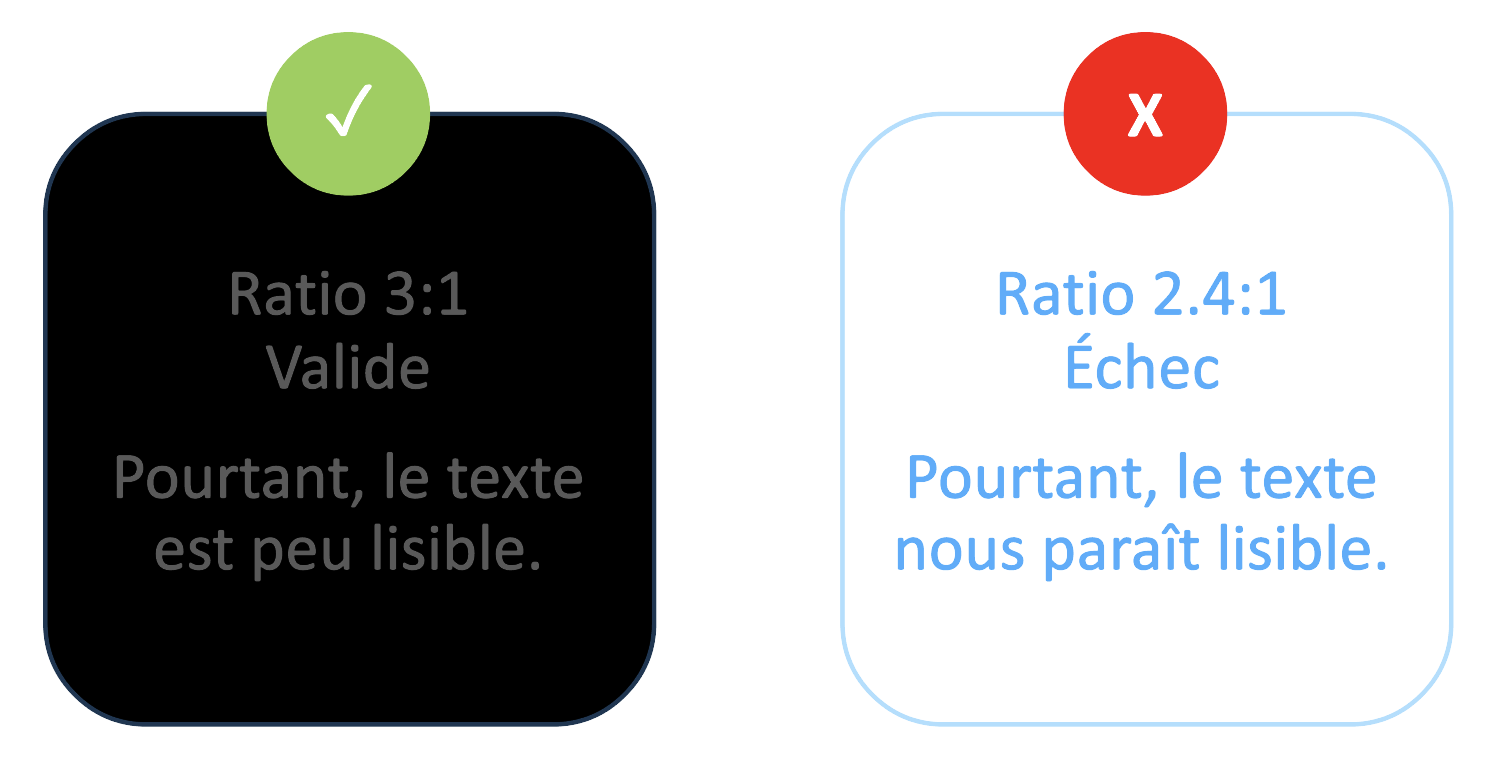 ✓
Ratio 3:1
Valide
Pourtant, le texte
est peu lisible.
X
Ratio 2.4:1
Échec
Pourtant, le texte
nous paraît lisible.